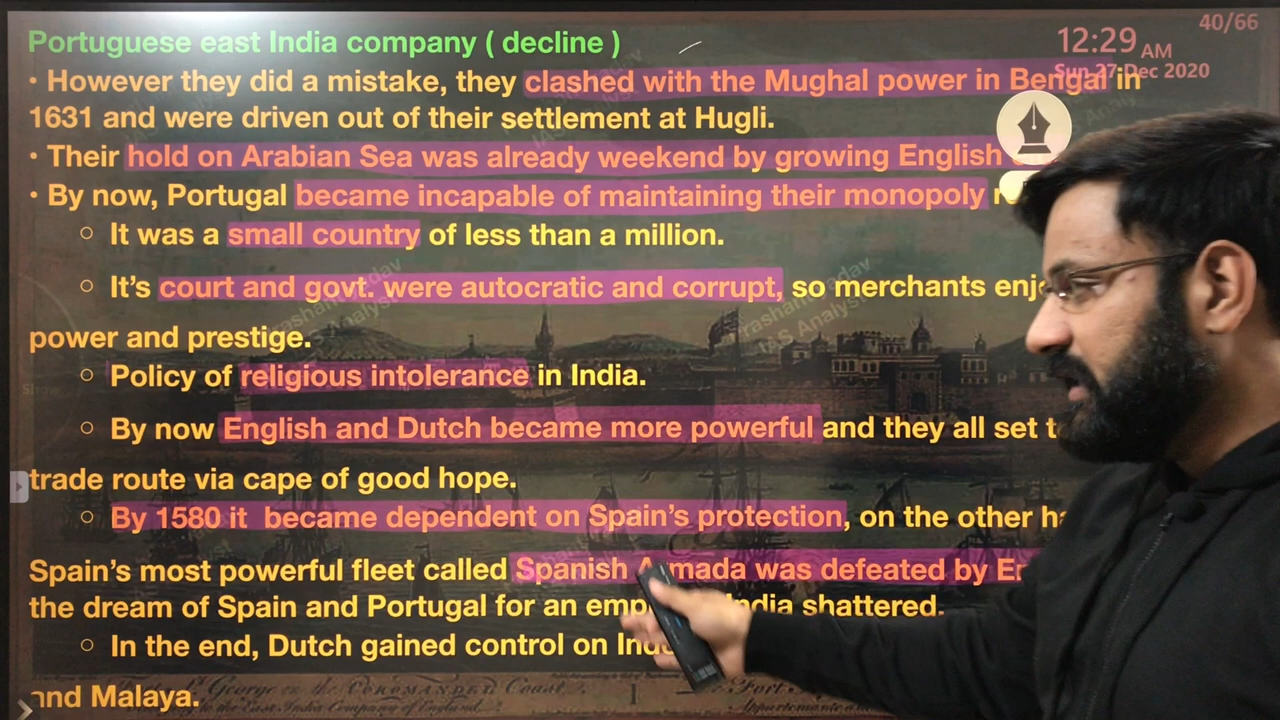 40/66
12:29 AM
Sun 27 Dec 2020
Portuguese east India company ( decline )
• However they did a mistake, they clashed with the Mughal power in Bengal in
1631 and were driven out of their settlement at Hugli.
• Their hold on Arabian Sea was already weekend by growing English
• By now, Portugal became incapable of maintaining their monopoly
○ It was a small country of less than a million.
○ It's court and govt. were autocratic and corrupt, so merchants
power and prestige.
○ Policy of religious intolerance in India.
○ By now English and Dutch became more powerful and they all set
trade route via cape of good hope.
○ By 1580 it became dependent on Spain's protection, on the other
Spain's most powerful fleet called Spanish Armada was defeated by
the dream of Spain and Portugal for an India shattered.
○ In the end, Dutch gained control on
and Malaya.